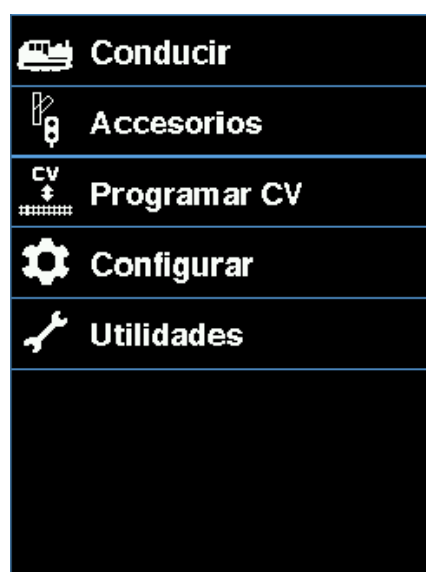 Conducir
Accesorios
CV
Programar CV
Configurar
Utilidades